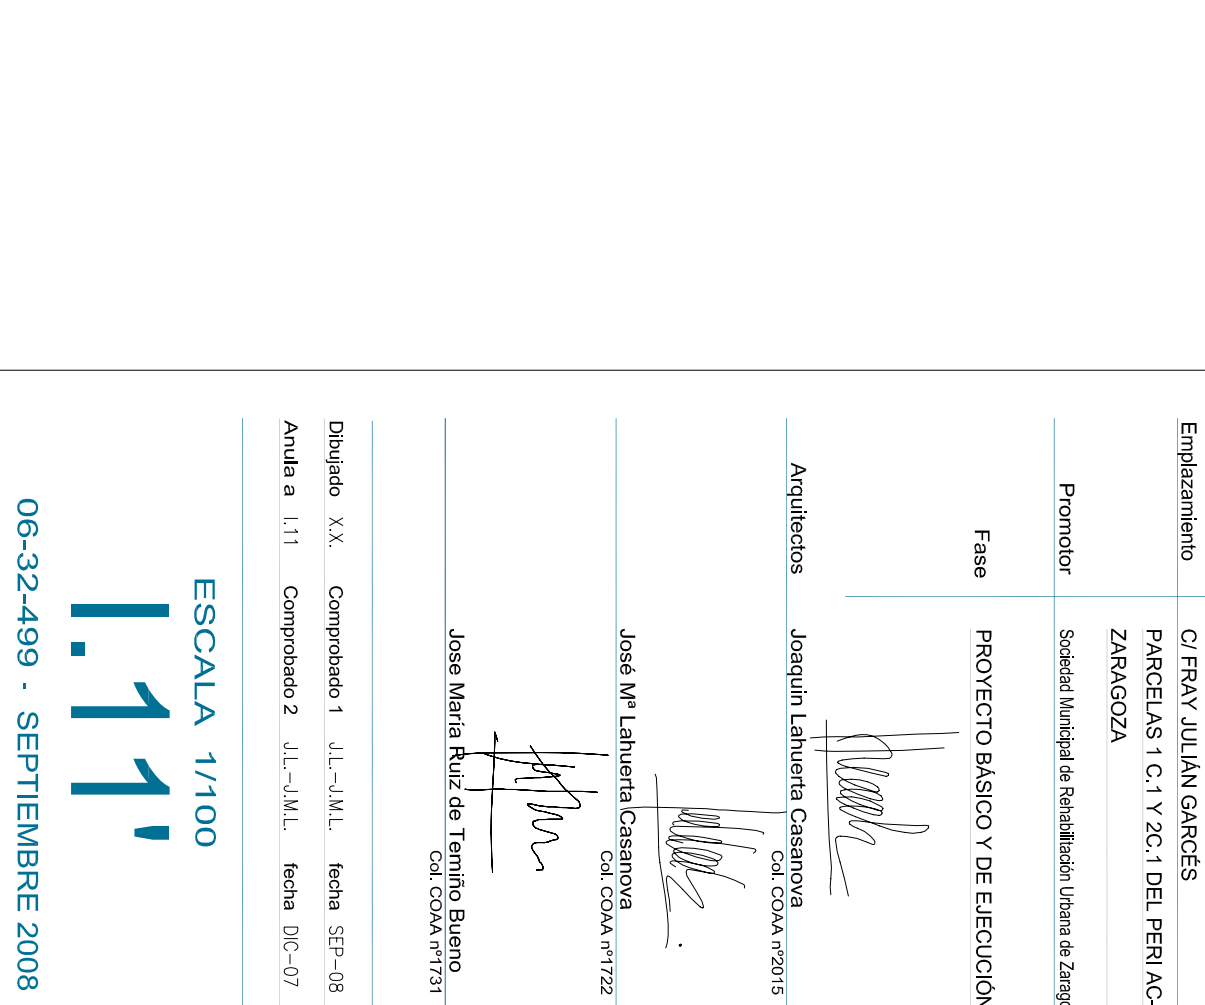 Emplazamiento C/ FRAY JULIÁN GARCÉS
PARCELAS 1 C.1 Y 2C.1 DEL PERI AC-
ZARAGOZA
Promotor Sociedad Municipal de Rehabilitación Urbana de Zarago
Fase PROYECTO BÁSICO Y DE EJECUCIÓN
Arquitectos Joaquin Lahuerta Casanova
Col. COAA nº2015
José Mª Lahuerta Casanova
Col. COAA nº1722
Jose María Ruiz de Temiño Bueno
Col. COAA nº1731
Dibujado X.X. Comprobado 1 J.L.-J.M.L. fecha SEP-08
Anula a I.11 Comprobado 2 J.L.-J.M.L. fecha DIC-07
ESCALA 1/100
I.11'
06-32-499 - SEPTIEMBRE 2008